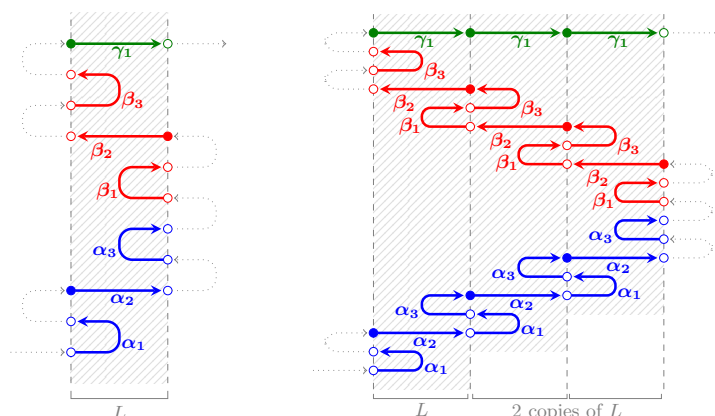 γ₁ γ₁ γ₁ γ₁
β₃ β₃
β₂ β₂ β₃
β₁ β₁ β₂ β₃
β₁ β₂
β₁
α₃ α₃
α₂ α₃ α₂
α₁ α₃ α₂ α₁
α₂ α₁
α₁
L L 2 copies of L